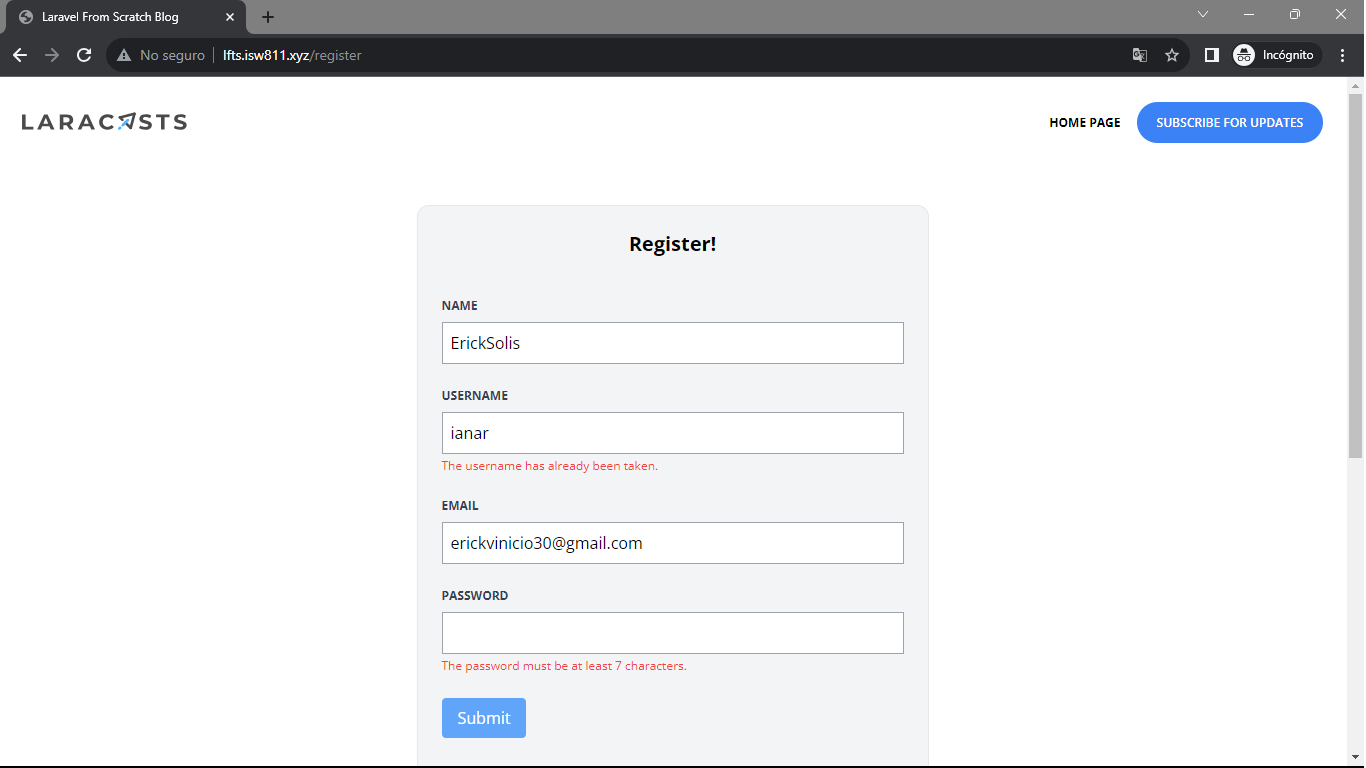 Laravel From Scratch Blog
No seguro lfts.isw811.xyz/register Incógnito
LARACASTS HOME PAGE SUBSCRIBE FOR UPDATES
Register!
NAME
ErickSolis
USERNAME
ianar
The username has already been taken.
EMAIL
erickvinicio30@gmail.com
PASSWORD
The password must be at least 7 characters.
Submit